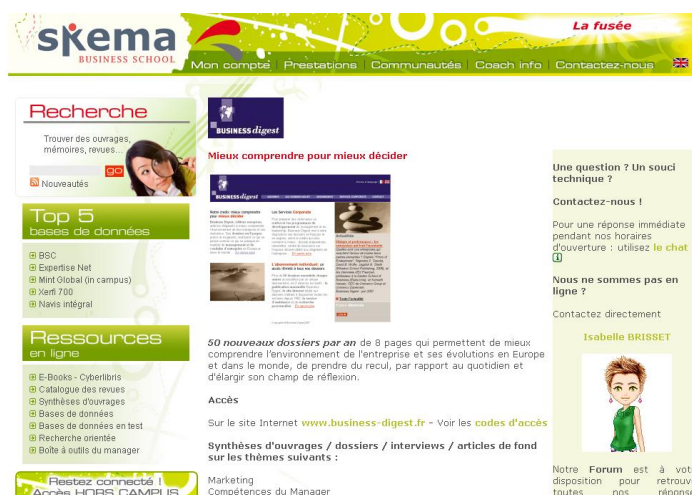 skema
BUSINESS SCHOOL
La fusée
Mon compte | Prestations | Communautés | Coach info | Contactez-nous
Recherche
Trouver des ouvrages,
mémoires, revues...
go
Nouveautés
Top 5
bases de données
BSC
Expertise Net
Mint Global (in campus)
Xerfi 700
Navis intégral
Ressources
en ligne
E-Books - Cyberlibris
Catalogue des revues
Synthèses d'ouvrages
Bases de données
Bases de données en test
Recherche orientée
Boîte à outils du manager
Restez connecté !
Accès HORS CAMPUS
BUSINESS digest
Mieux comprendre pour mieux décider
BUSINESS digest
50 nouveaux dossiers par an de 8 pages qui permettent de mieux
comprendre l'environnement de l'entreprise et ses évolutions en Europe
et dans le monde, de prendre du recul, par rapport au quotidien et
d'élargir son champ de réflexion.
Accès
Sur le site Internet www.business-digest.fr - Voir les codes d'accès
Synthèses d'ouvrages / dossiers / interviews / articles de fond
sur les thèmes suivants :
Marketing
Compétences du Manager
Une question ? Un souci
technique ?
Contactez-nous !
Pour une réponse immédiate
pendant nos horaires
d'ouverture : utilisez le chat
Nous ne sommes pas en
ligne ?
Contactez directement
Isabelle BRISSET
Notre Forum est à vot
disposition pour retrouv
toutes nos réponse